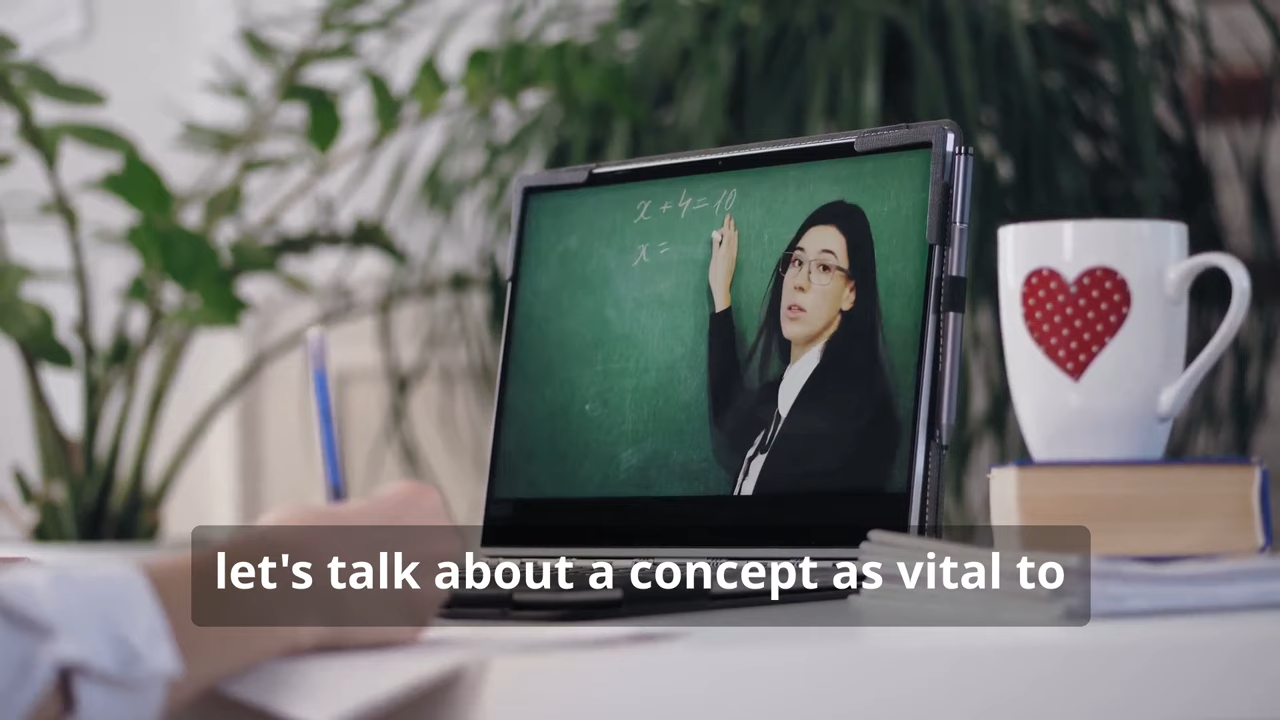 x + 4 = 10
x =
let's talk about a concept as vital to